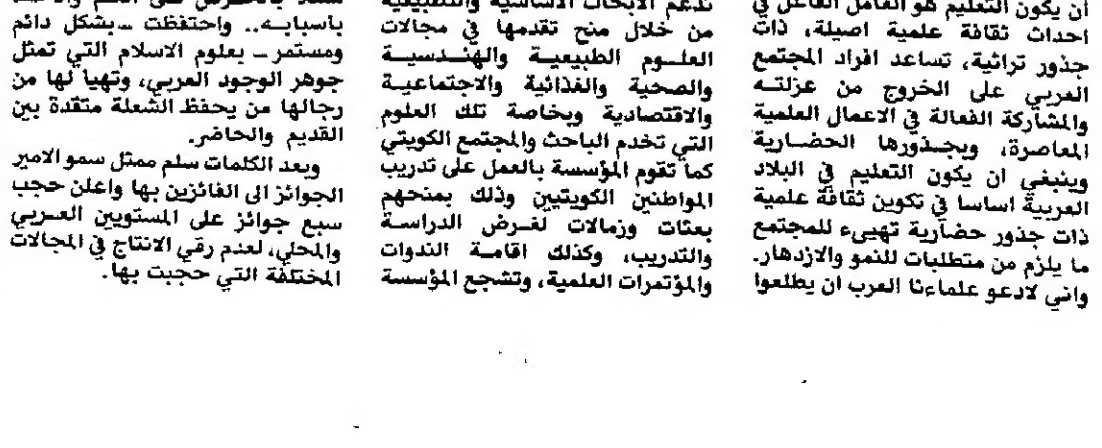 أن يكون التعليم هو العامل الفاعل في
احداث ثقافة علمية اصيلة، ذات
جذور تراثية، تساعد افراد المجتمع
العربي على الخروج من عزلته
والمشاركة الفعالة في الاعمال العلمية
المعاصرة، وبجذورها الحضارية
وينبغي ان يكون التعليم في البلاد
العربية اساسا في تكوين ثقافة علمية
ذات جذور حضارية تهيىء للمجتمع
ما يلزم من متطلبات للنمو والازدهار.
واني لادعو علماءنا العرب ان يطلعوا
تدعم الابحاث الاساسية والتطبيقية
من خلال منح تقدمها في مجالات
العلوم الطبيعية والهندسية
والصحية والغذائية والاجتماعية
والاقتصادية وبخاصة تلك العلوم
التي تخدم الباحث والمجتمع الكويتي
كما تقوم المؤسسة بالعمل على تدريب
المواطنين الكويتيين وذلك بمنحهم
بعثات وزمالات لغرض الدراسة
والتدريب، وكذلك اقامة الندوات
والمؤتمرات العلمية، وتشجع المؤسسة
باسبابه.. واحتفظت ـ بشكل دائم
ومستمر ـ بعلوم الاسلام التي تمثل
جوهر الوجود العربي، وتهيأ لها من
رجالها من يحفظ الشعلة متقدة بين
القديم والحاضر.
وبعد الكلمات سلم ممثل سمو الامير
الجوائز الى الفائزين بها واعلن حجب
سبع جوائز على المستويين العربي
والمحلي، لعدم رقي الانتاج في المجالات
المختلفة التي حجبت بها.